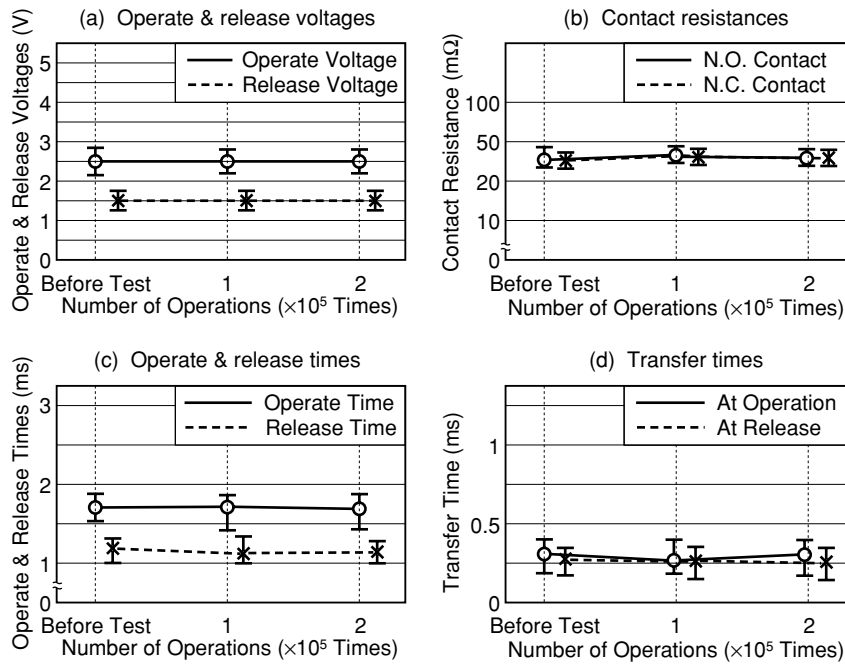 (a) Operate & release voltages
Operate & Release Voltages (V)
5
4
3
2
1
0
Operate Voltage
Release Voltage
Before Test 1 2
Number of Operations (×10⁵ Times)
(b) Contact resistances
Contact Resistance (mΩ)
100
50
20
10
0
N.O. Contact
N.C. Contact
Before Test 1 2
Number of Operations (×10⁵ Times)
(c) Operate & release times
Operate & Release Times (ms)
3
2
1
0
Operate Time
Release Time
Before Test 1 2
Number of Operations (×10⁵ Times)
(d) Transfer times
Transfer Time (ms)
1
0.5
0
At Operation
At Release
Before Test 1 2
Number of Operations (×10⁵ Times)